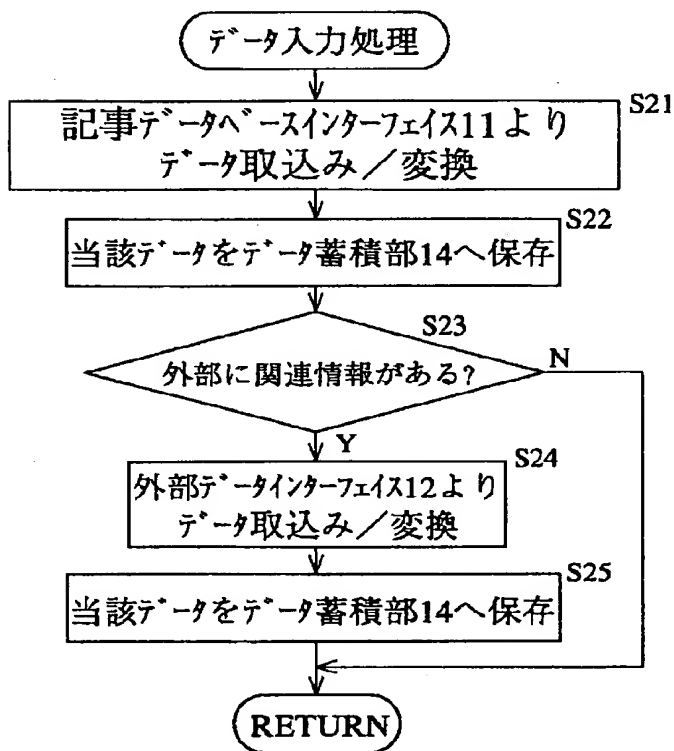 データ入力処理
S21
記事データベースインターフェイス11より
データ取込み／変換
S22
当該データをデータ蓄積部14へ保存
S23
外部に関連情報がある?
N
Y
S24
外部データインターフェイス12より
データ取込み／変換
S25
当該データをデータ蓄積部14へ保存
RETURN